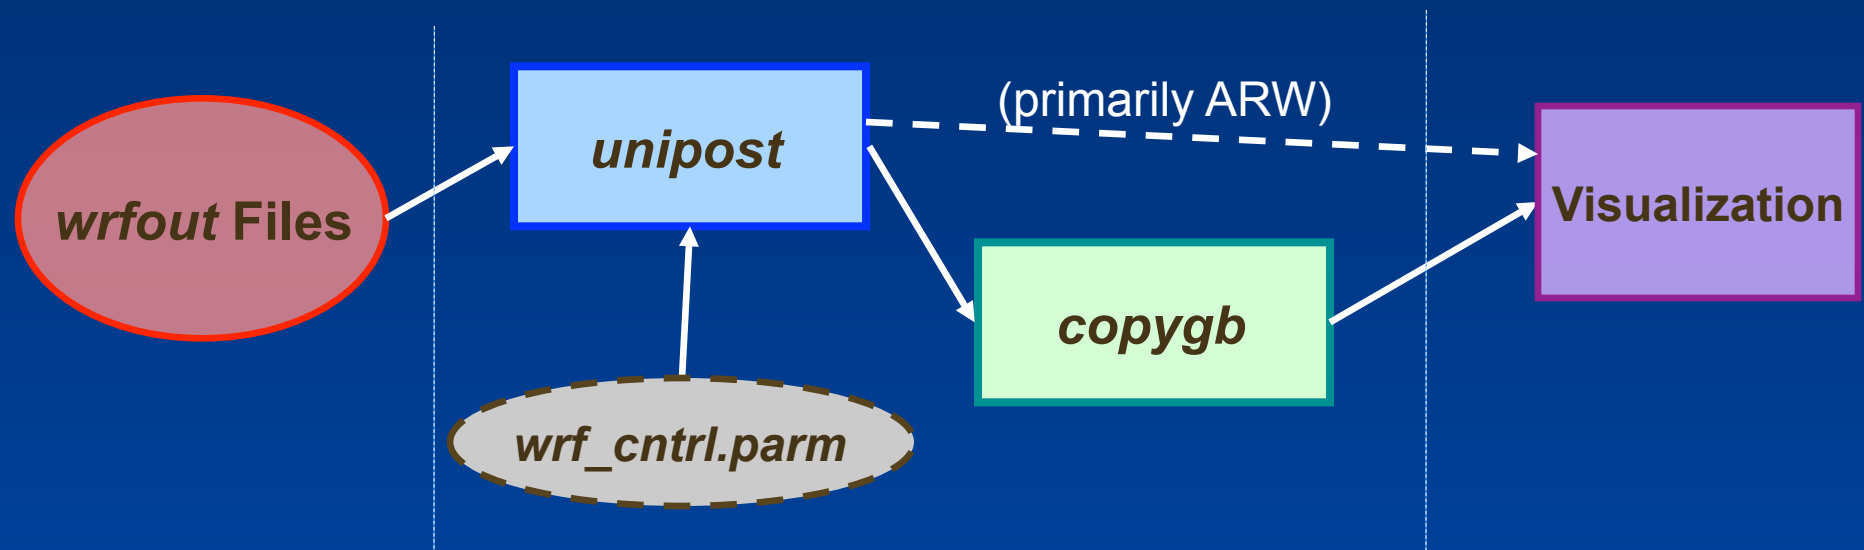 wrfout Files
unipost
(primarily ARW)
Visualization
copygb
wrf_cntrl.parm